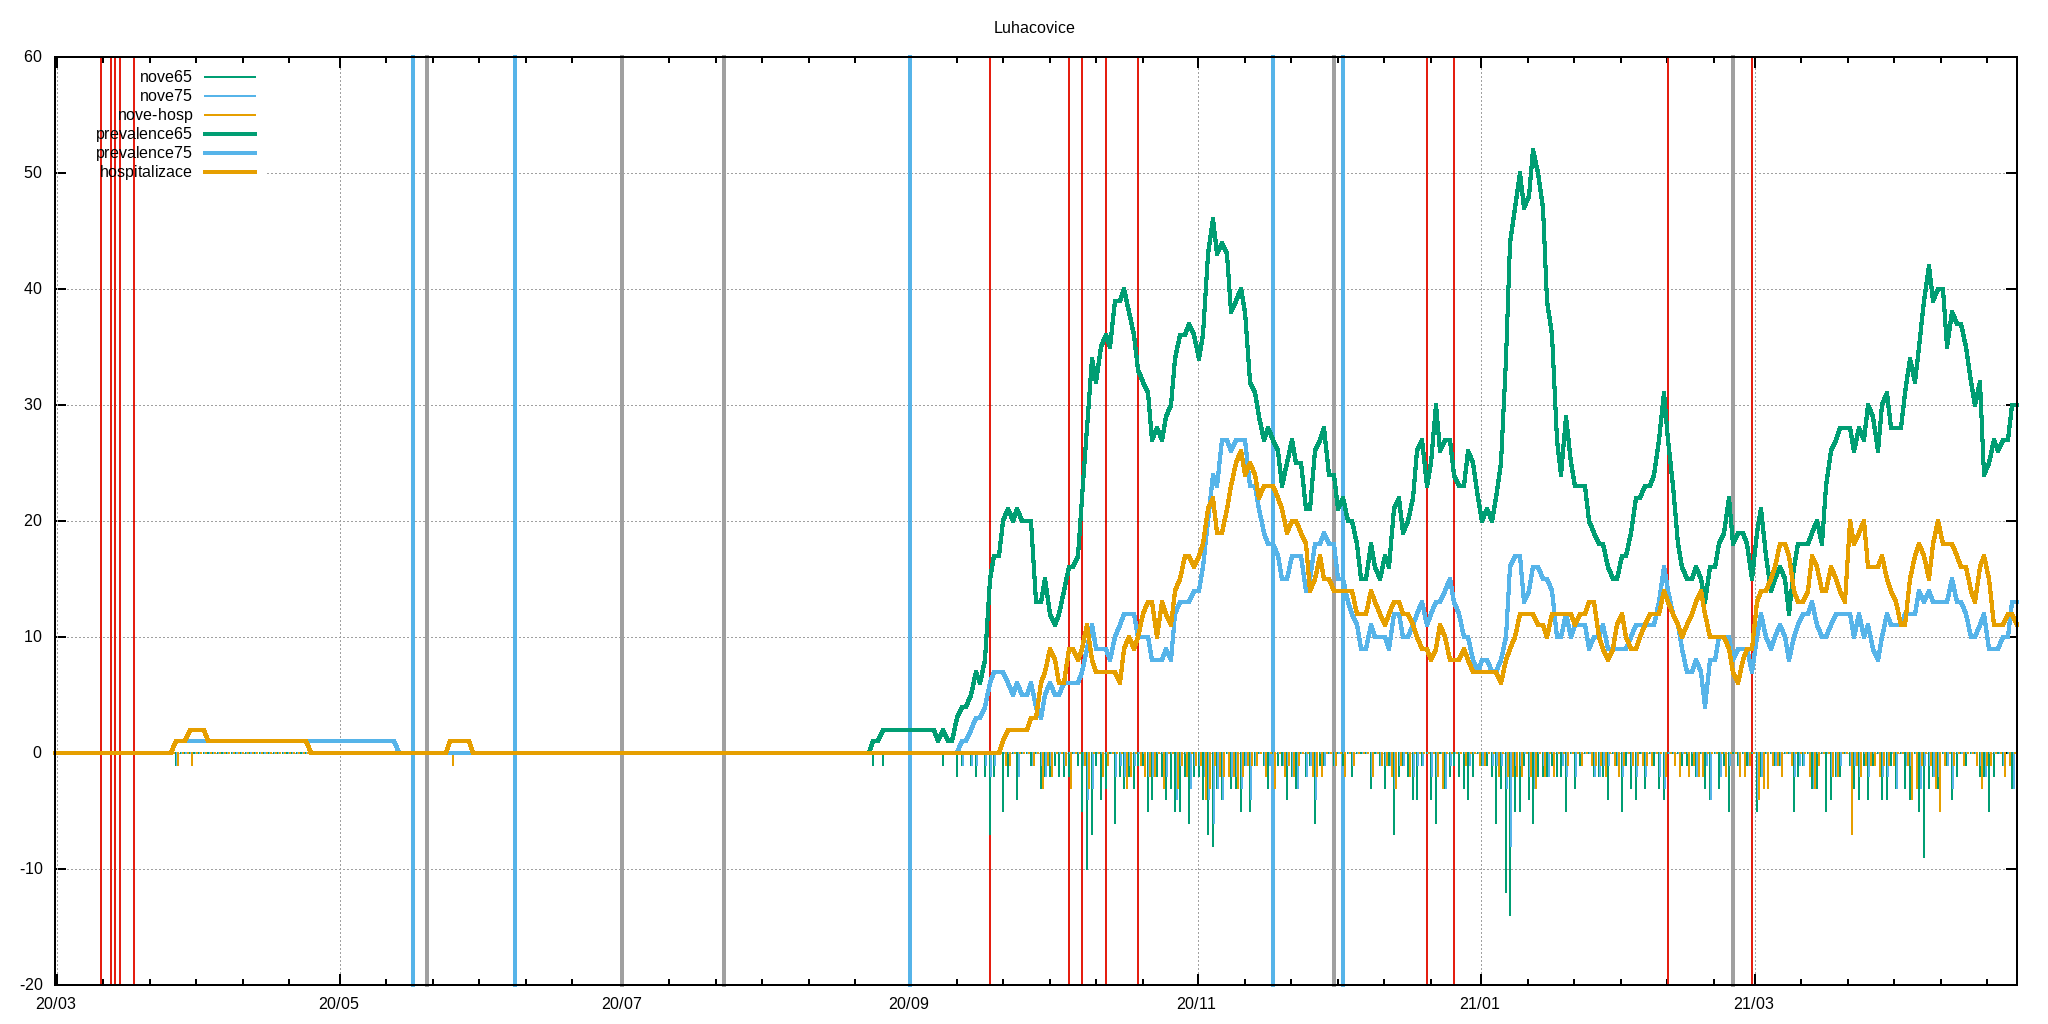 Luhacovice
60
50
40
30
20
10
0
-10
-20
nove65
nove75
nove-hosp
prevalence65
prevalence75
hospitalizace
20/03 20/05 20/07 20/09 20/11 21/01 21/03